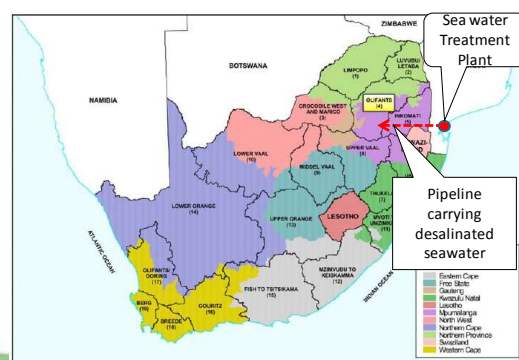 ZIMBABWE
Sea water
Treatment
Plant
BOTSWANA
NAMIBIA
LIMPOPO
(1)
LUVUBU/
LETABA
(2)
OLIFANTS
(4)
CROCODILE WEST
AND MARICO
(3)
INKOMATI
(5)
UPPER VAAL
(8)
LOWER VAAL
(10)
MIDDLE VAAL
(9)
THUKELA
(7)
LOWER ORANGE
(14)
UPPER ORANGE
(13)
LESOTHO
(11)
Pipeline
carrying
desalinated
seawater
ATLANTIC OCEAN
OLIFANTS/
DORING
(17)
MZIMVUBU TO
KEISKAMMA
(12)
FISH TO TSITSIKAMA
(15)
GOURITZ
(16)
BERG
(19)
BREEDE
(18)
INDIAN OCEAN
Eastern Cape
Free State
Gauteng
Kwazulu Natal
Lesotho
Mpumalanga
North West
Northern Cape
Northern Province
Swaziland
Western Cape